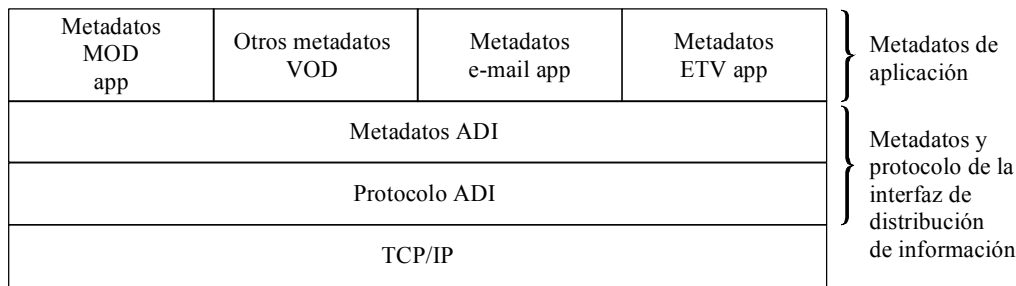 Metadatos
MOD
app
Otros metadatos
VOD
Metadatos
e-mail app
Metadatos
ETV app
Metadatos de
aplicación
Metadatos ADI
Protocolo ADI
TCP/IP
Metadatos y
protocolo de la
interfaz de
distribución
de información